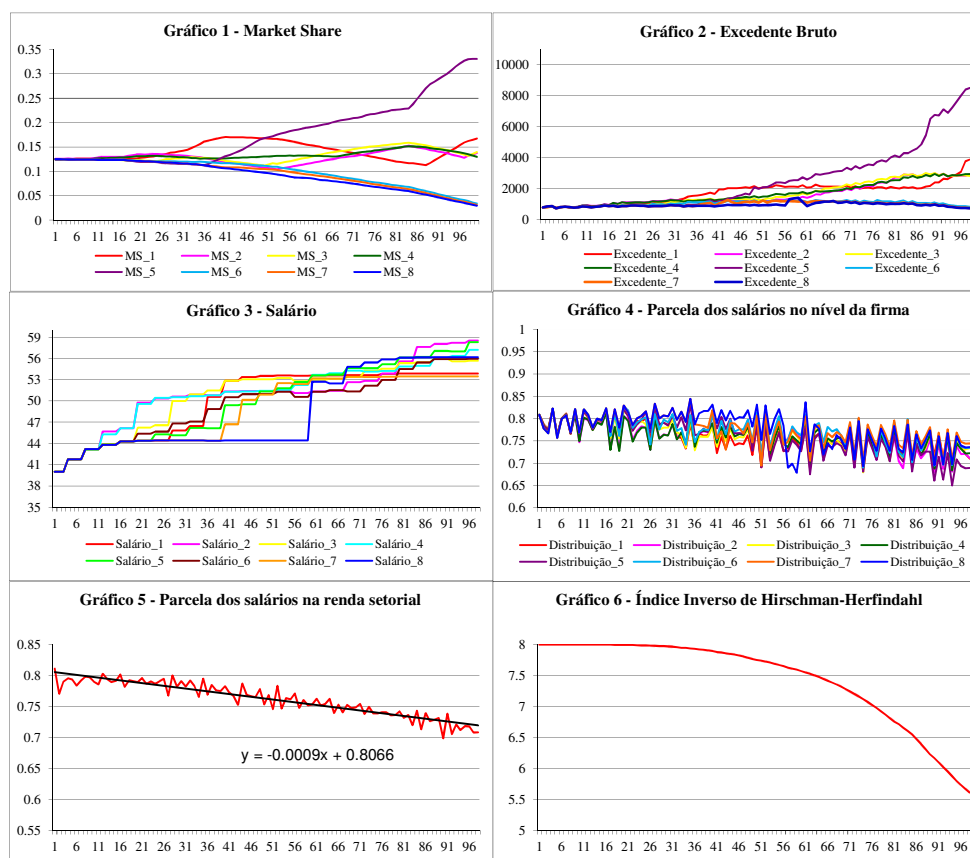 Gráfico 1 - Market Share
0.35
0.3
0.25
0.2
0.15
0.1
0.05
0
1 6 11 16 21 26 31 36 41 46 51 56 61 66 71 76 81 86 91 96
MS_1 MS_2 MS_3 MS_4
MS_5 MS_6 MS_7 MS_8
Gráfico 2 - Excedente Bruto
10000
8000
6000
4000
2000
0
1 6 11 16 21 26 31 36 41 46 51 56 61 66 71 76 81 86 91 96
Excedente_1 Excedente_2 Excedente_3
Excedente_4 Excedente_5 Excedente_6
Excedente_7 Excedente_8
Gráfico 3 - Salário
59
56
53
50
47
44
41
38
35
1 6 11 16 21 26 31 36 41 46 51 56 61 66 71 76 81 86 91 96
Salário_1 Salário_2 Salário_3 Salário_4
Salário_5 Salário_6 Salário_7 Salário_8
Gráfico 4 - Parcela dos salários no nível da firma
1
0.95
0.9
0.85
0.8
0.75
0.7
0.65
0.6
1 6 11 16 21 26 31 36 41 46 51 56 61 66 71 76 81 86 91 96
Distribuição_1 Distribuição_2 Distribuição_3 Distribuição_4
Distribuição_5 Distribuição_6 Distribuição_7 Distribuição_8
Gráfico 5 - Parcela dos salários na renda setorial
0.85
0.8
0.75
0.7
0.65
0.6
0.55
y = -0.0009x + 0.8066
1 6 11 16 21 26 31 36 41 46 51 56 61 66 71 76 81 86 91 96
Gráfico 6 - Índice Inverso de Hirschman-Herfindahl
8
7.5
7
6.5
6
5.5
5
1 6 11 16 21 26 31 36 41 46 51 56 61 66 71 76 81 86 91 96